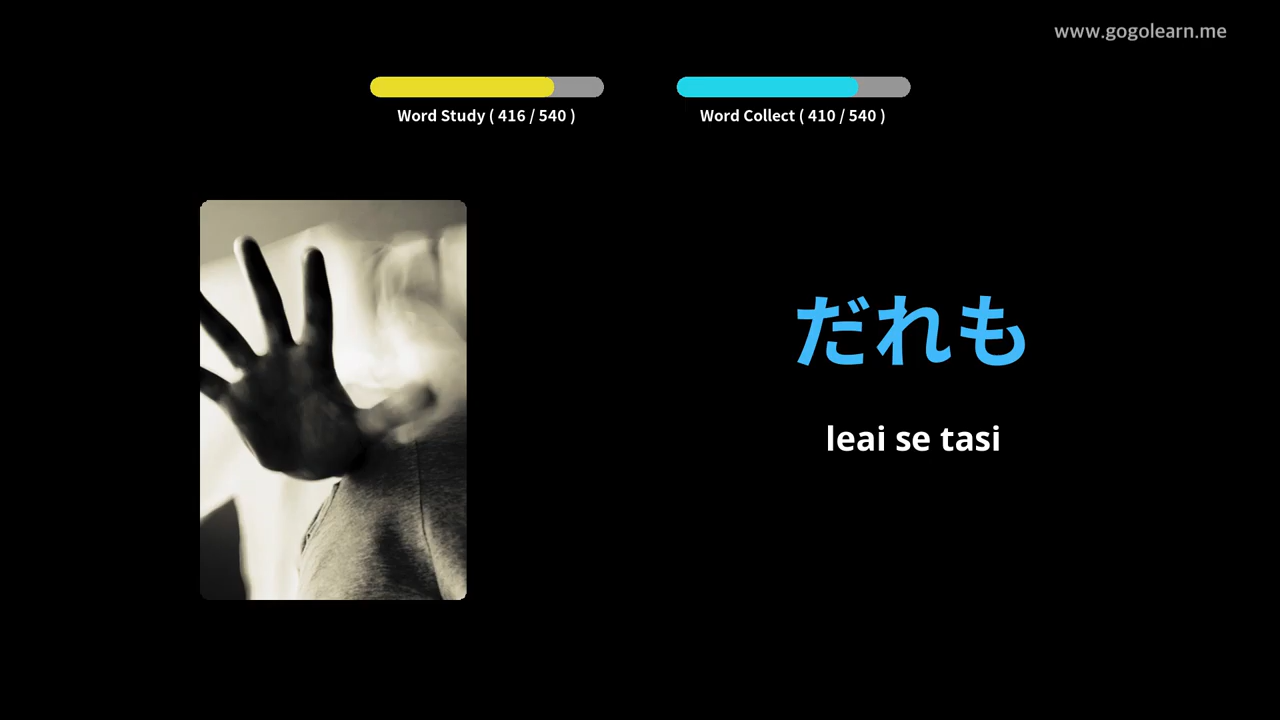 www.gogolearn.me
Word Study ( 416 / 540 )
Word Collect ( 410 / 540 )
だれも
leai se tasi